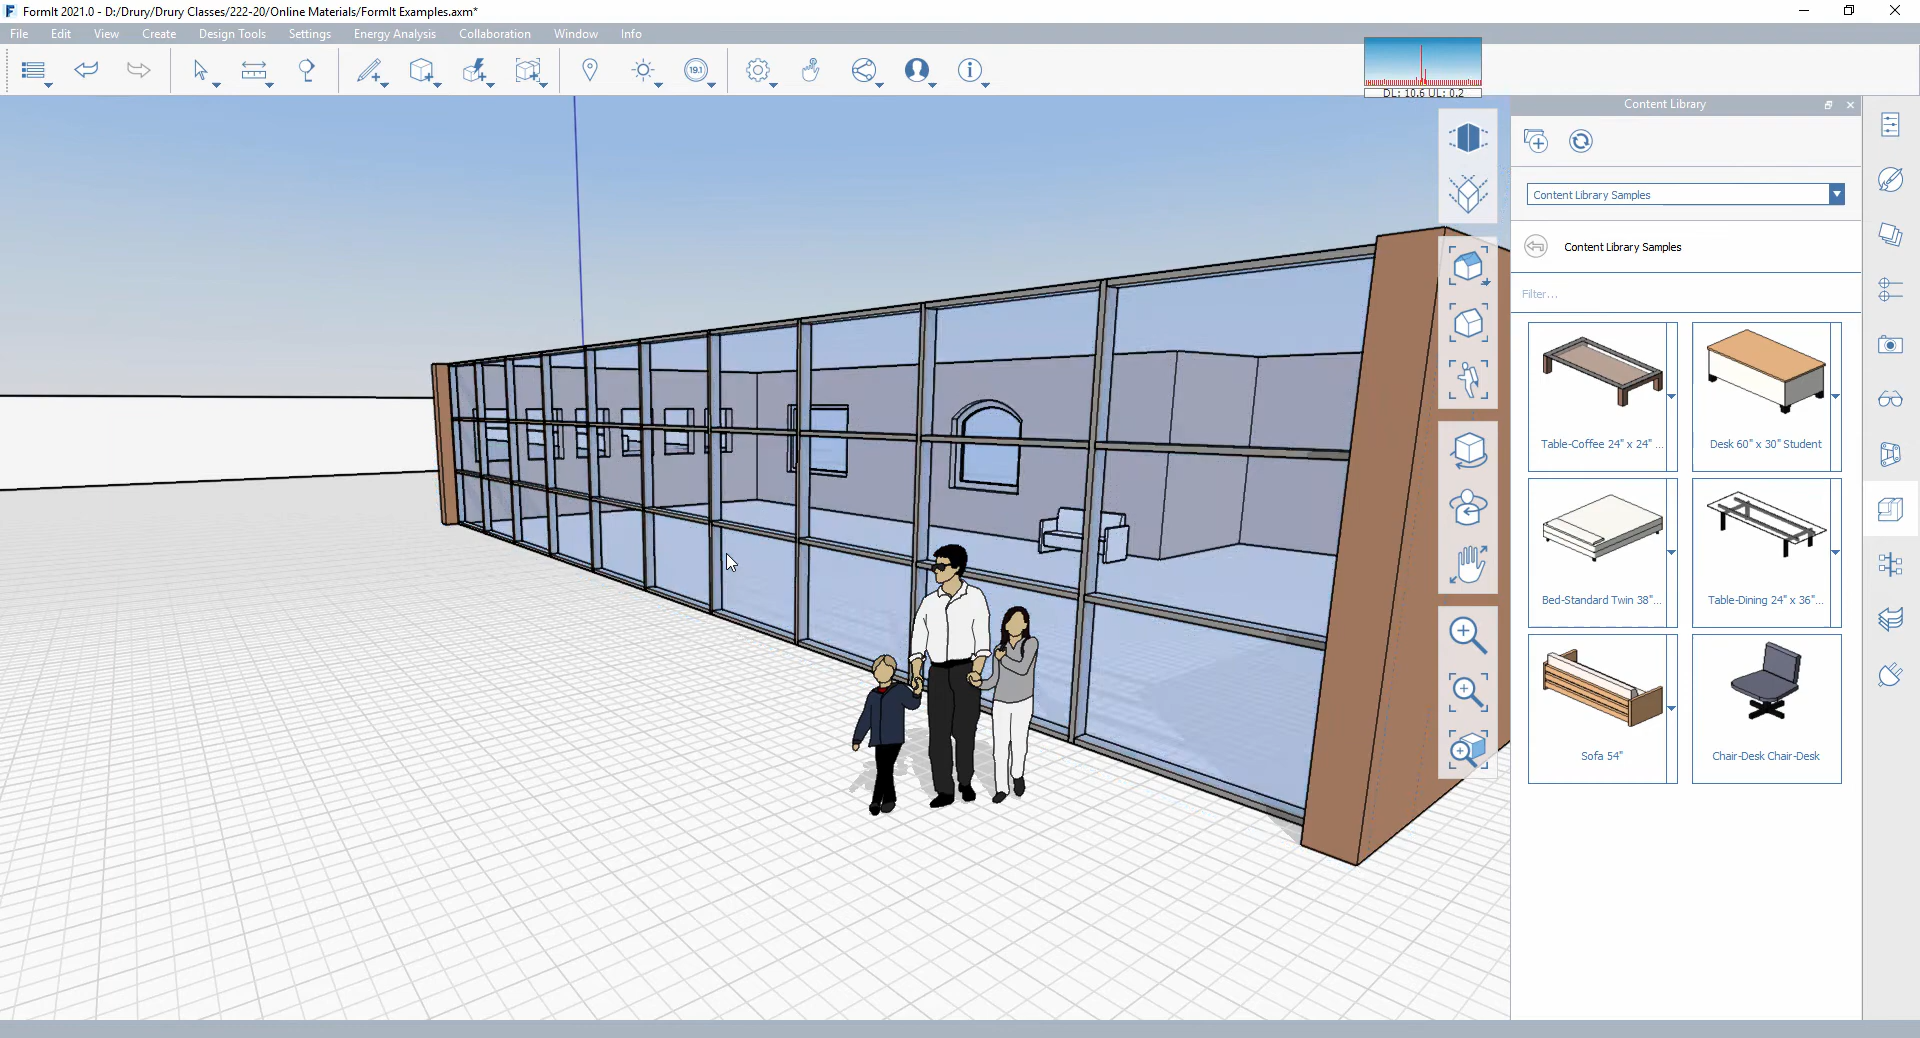 FormIt 2021.0 - D:/Drury/Drury Classes/222-20/Online Materials/FormIt Examples.axm*
File Edit View Create Design Tools Settings Energy Analysis Collaboration Window Info
19.1
DL: 10.6 UL: 0.2
Content Library
Content Library Samples
Content Library Samples
Filter...
Table-Coffee 24" x 24" ...
Desk 60" x 30" Student
Bed-Standard Twin 38"...
Table-Dining 24" x 36"...
Sofa 54"
Chair-Desk Chair-Desk